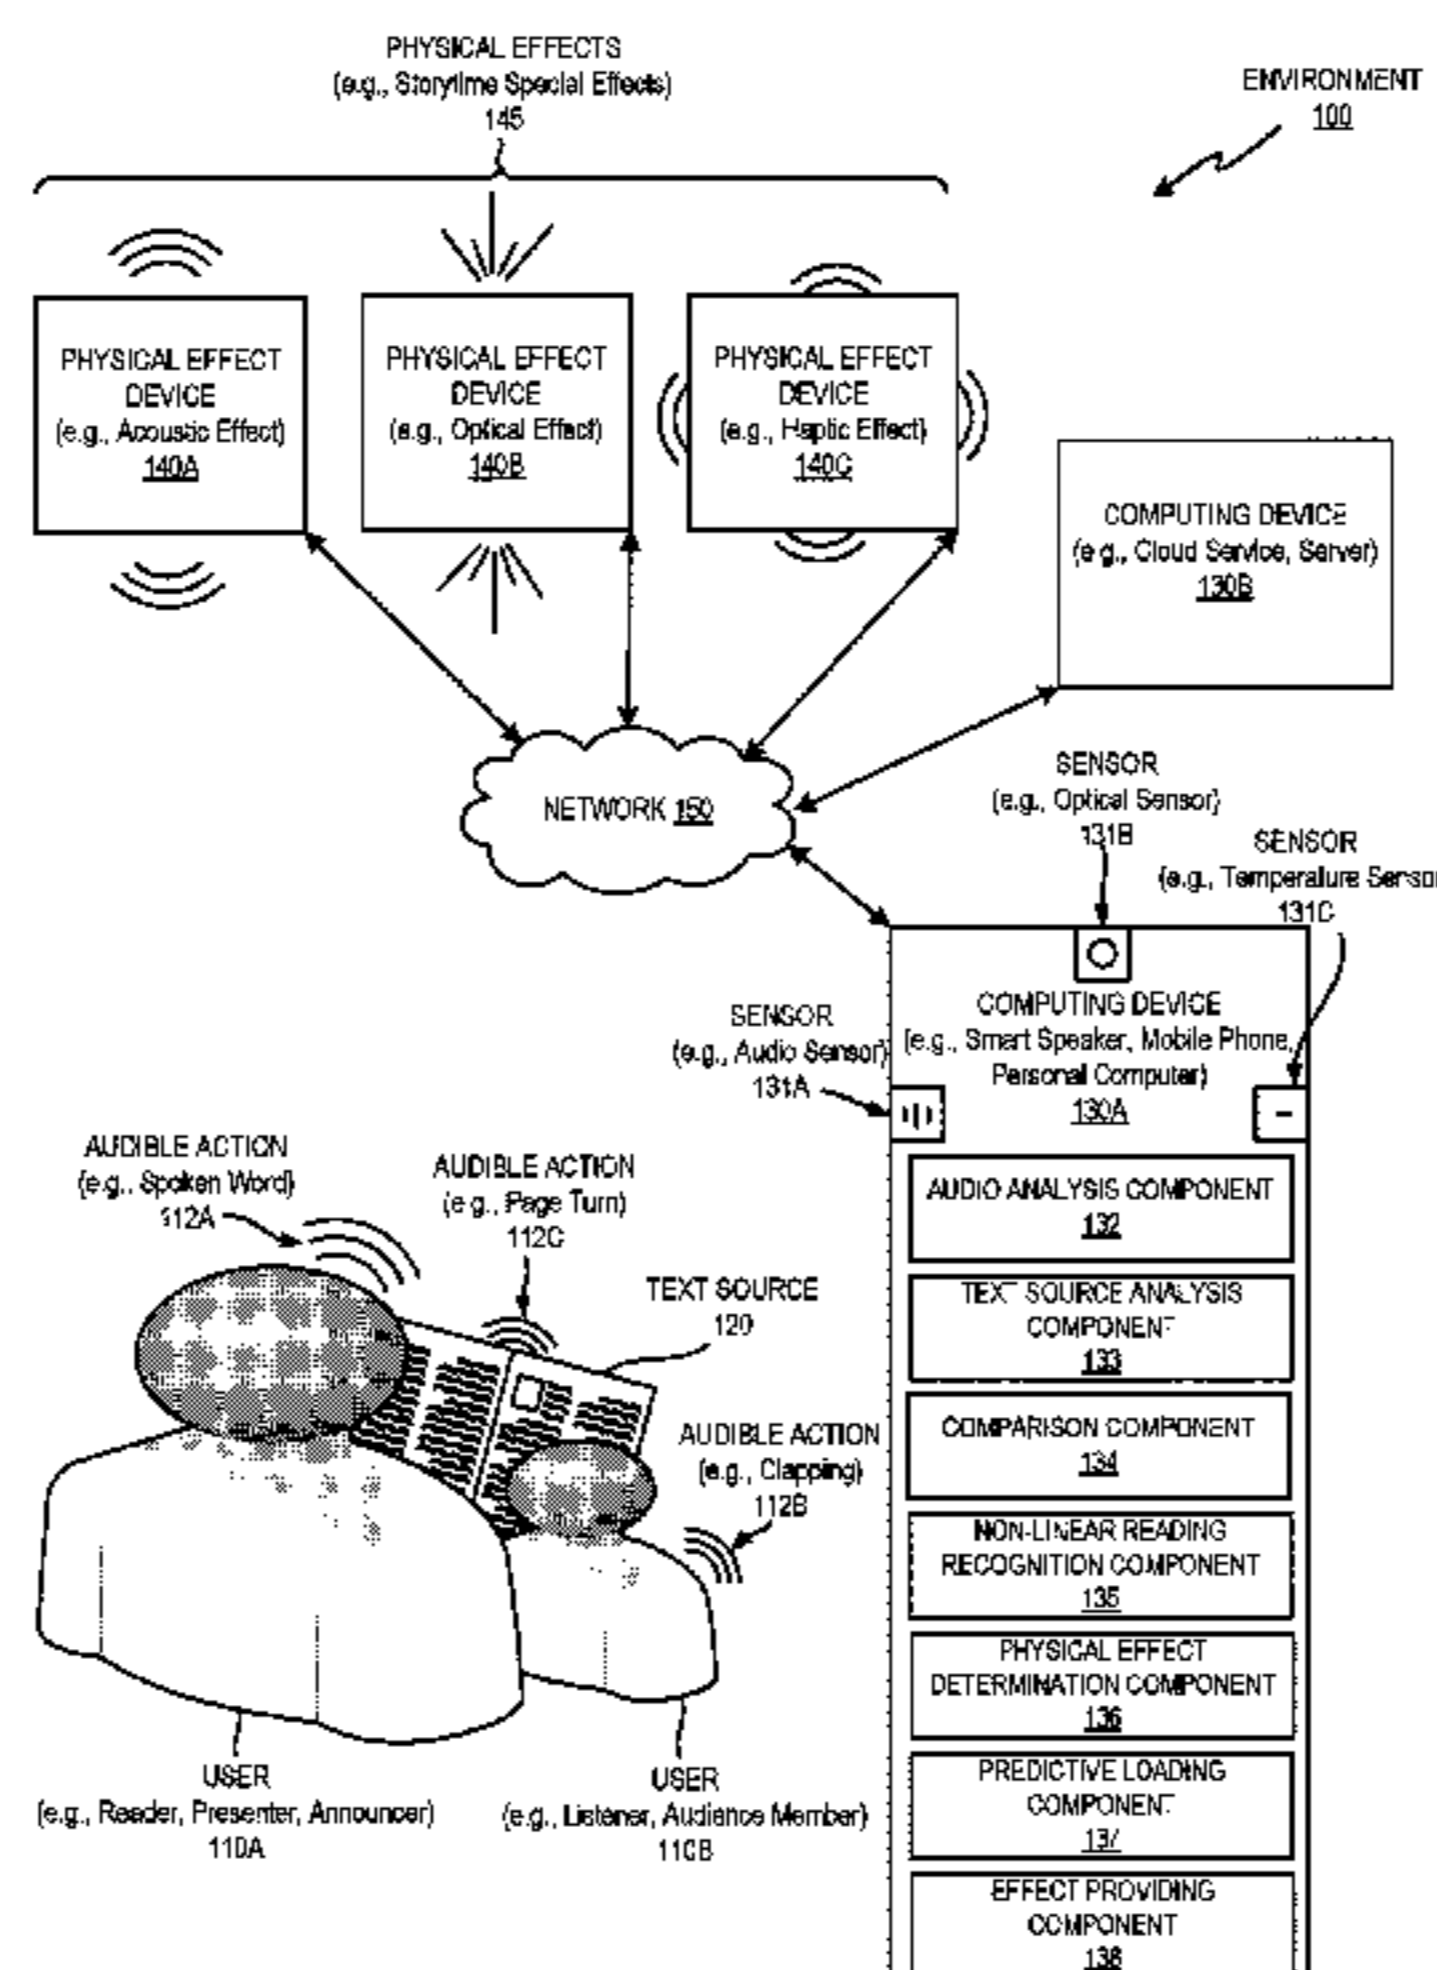 PHYSICAL EFFECTS
(e.g., Storytime Special Effects)
145
ENVIRONMENT
100
PHYSICAL EFFECT
DEVICE
(e.g., Acoustic Effect)
140A
PHYSICAL EFFECT
DEVICE
(e.g., Optical Effect)
140B
PHYSICAL EFFECT
DEVICE
(e.g., Haptic Effect)
140C
COMPUTING DEVICE
(e.g., Cloud Service, Server)
130B
NETWORK 150
SENSOR
(e.g., Optical Sensor)
131B
SENSOR
(e.g., Temperature Sensor
131C
SENSOR
(e.g., Audio Sensor)
131A
COMPUTING DEVICE
(e.g., Smart Speaker, Mobile Phone,
Personal Computer)
130A
AUDIO ANALYSIS COMPONENT
132
TEXT SOURCE ANALYSIS
COMPONENT
133
COMPARISON COMPONENT
134
NON-LINEAR READING
RECOGNITION COMPONENT
135
PHYSICAL EFFECT
DETERMINATION COMPONENT
136
PREDICTIVE LOADING
COMPONENT
137
EFFECT PROVIDING
COMPONENT
138
AUDIBLE ACTION
(e.g., Spoken Word)
112A
AUDIBLE ACTION
(e.g., Page Turn)
112C
TEXT SOURCE
120
AUDIBLE ACTION
(e.g., Clapping)
112B
USER
(e.g., Reader, Presenter, Announcer)
110A
USER
(e.g., Listener, Audience Member)
110B